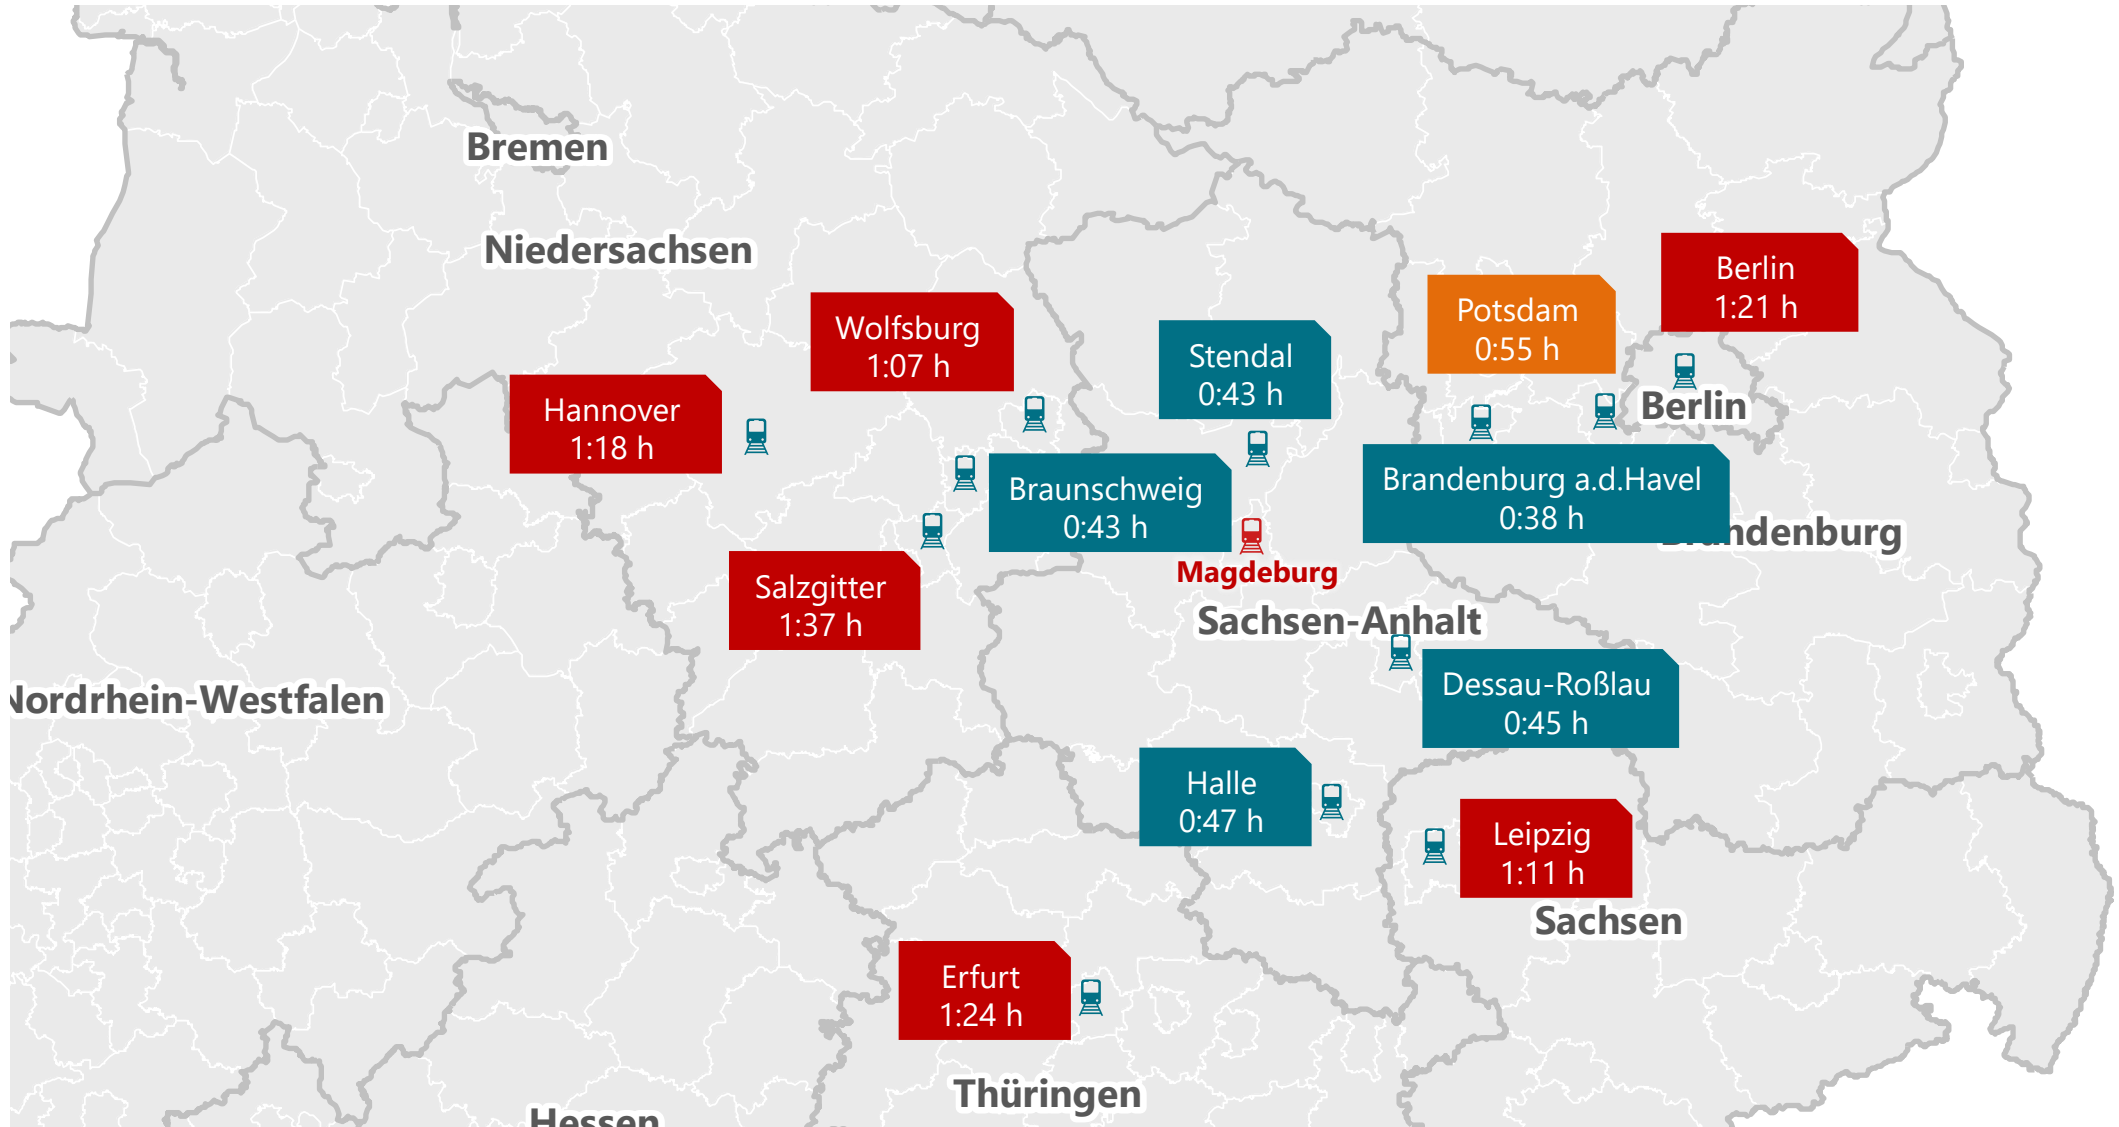 Bremen
Niedersachsen
Berlin
1:21 h
Potsdam
0:55 h
Wolfsburg
1:07 h
Stendal
0:43 h
Hannover
1:18 h
Berlin
Braunschweig
0:43 h
Brandenburg a.d.Havel
0:38 h
Brandenburg
Magdeburg
Salzgitter
1:37 h
Sachsen-Anhalt
Dessau-Roßlau
0:45 h
Nordrhein-Westfalen
Halle
0:47 h
Leipzig
1:11 h
Sachsen
Erfurt
1:24 h
Thüringen
Hessen